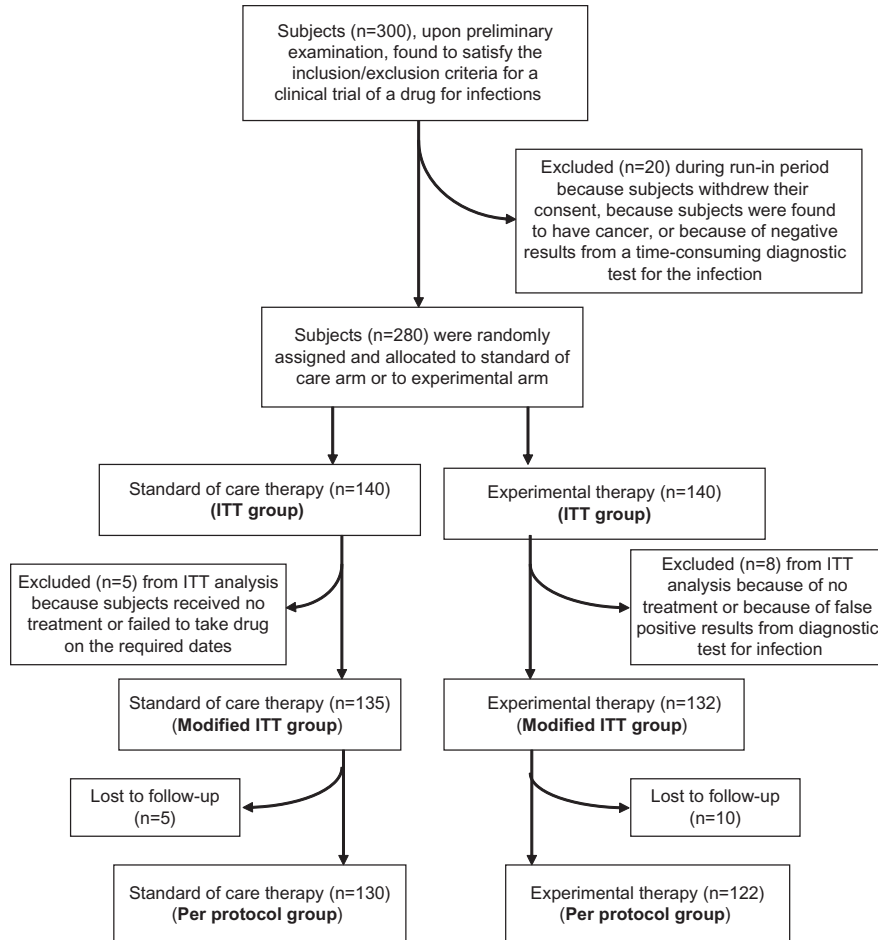 Subjects (n=300), upon preliminary
examination, found to satisfy the
inclusion/exclusion criteria for a
clinical trial of a drug for infections
Excluded (n=20) during run-in period
because subjects withdrew their
consent, because subjects were found
to have cancer, or because of negative
results from a time-consuming diagnostic
test for the infection
Subjects (n=280) were randomly
assigned and allocated to standard of
care arm or to experimental arm
Standard of care therapy (n=140)
(ITT group)
Experimental therapy (n=140)
(ITT group)
Excluded (n=5) from ITT analysis
because subjects received no
treatment or failed to take drug
on the required dates
Excluded (n=8) from ITT
analysis because of no
treatment or because of false
positive results from diagnostic
test for infection
Standard of care therapy (n=135)
(Modified ITT group)
Experimental therapy (n=132)
(Modified ITT group)
Lost to follow-up
(n=5)
Lost to follow-up
(n=10)
Standard of care therapy (n=130)
(Per protocol group)
Experimental therapy (n=122)
(Per protocol group)